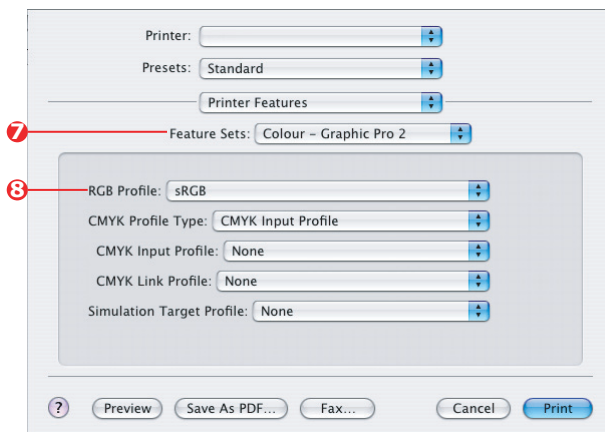 Printer:
Presets: Standard
Printer Features
7 Feature Sets: Colour – Graphic Pro 2
8 RGB Profile: sRGB
CMYK Profile Type: CMYK Input Profile
CMYK Input Profile: None
CMYK Link Profile: None
Simulation Target Profile: None
? Preview Save As PDF... Fax... Cancel Print